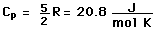 Cp = 5/2 R = 20.8 J/(mol K)